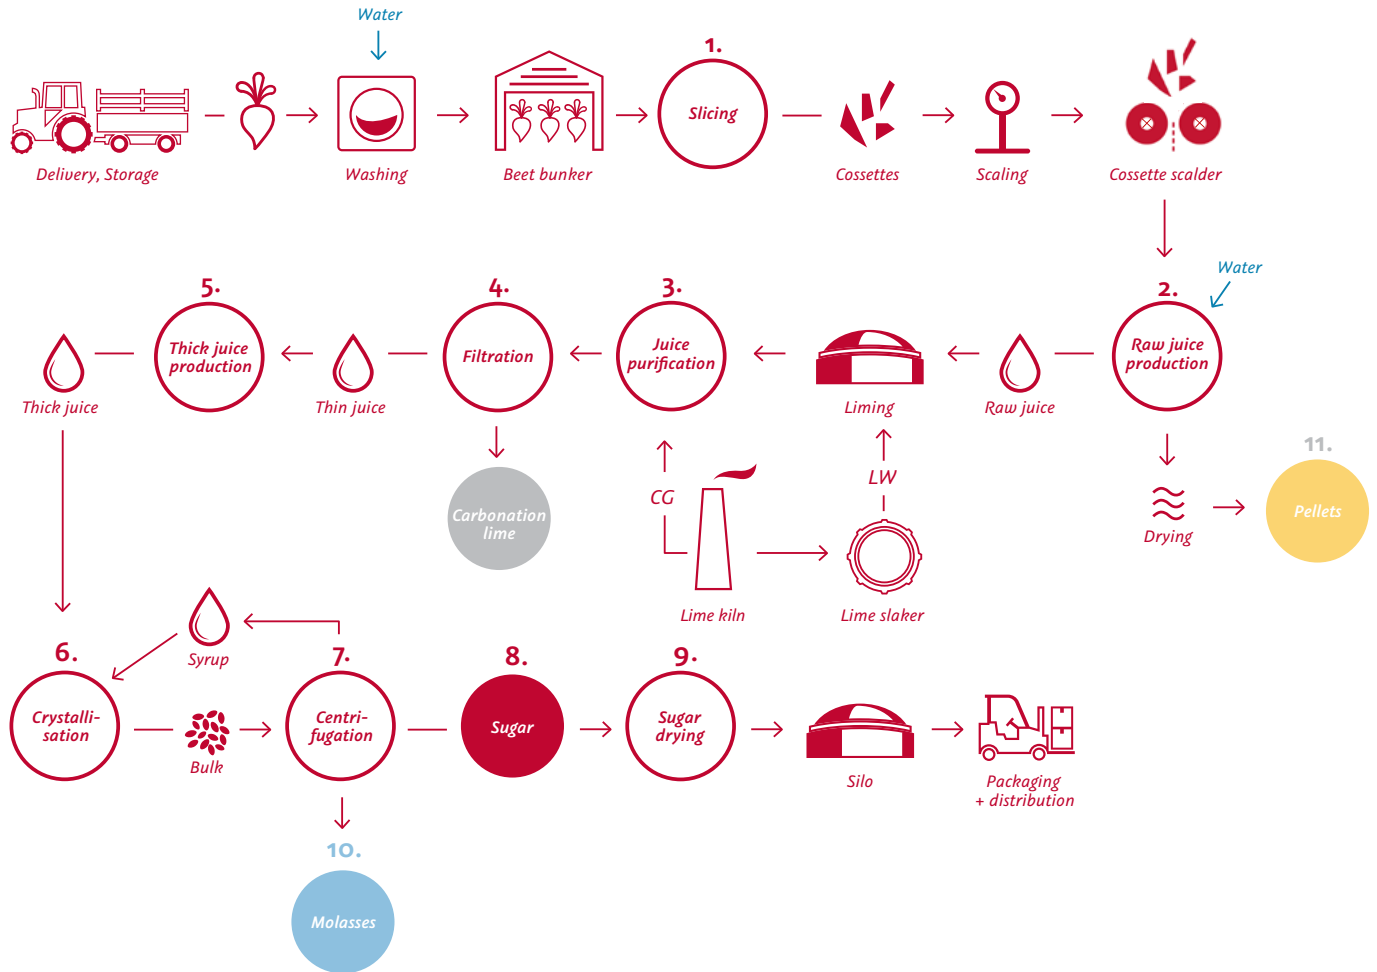 Water
1.
Slicing
Delivery, Storage
Washing
Beet bunker
Cossettes
Scaling
Cossette scalder
Water
5.
4.
3.
2.
Thick juice
production
Filtration
Juice
purification
Raw juice
production
Thick juice
Thin juice
Liming
Raw juice
11.
CG
LW
Carbonation
lime
Pellets
Drying
Lime kiln
Lime slaker
Syrup
6.
7.
8.
9.
Crystalli-
sation
Centri-
fugation
Sugar
Sugar
drying
Bulk
Silo
Packaging
+ distribution
10.
Molasses